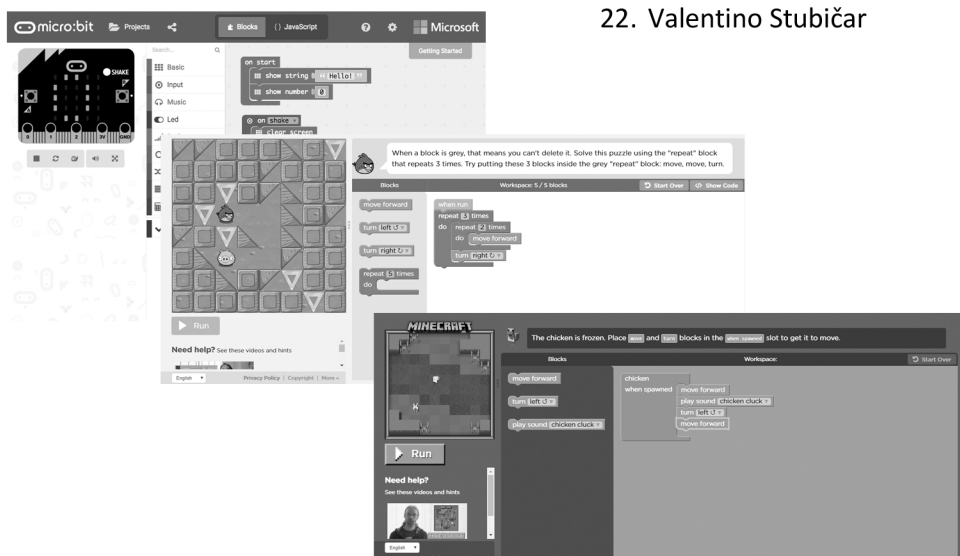 22. Valentino Stubičar
micro:bit Projects Blocks {} JavaScript Microsoft
Getting Started
Search...
Basic
Input
Music
Led
SHAKE
0 1 2 3V GND
on start
show string "Hello!"
show number 0
on shake
clear screen
When a block is grey, that means you can't delete it. Solve this puzzle using the "repeat" block
that repeats 3 times. Try putting these 3 blocks inside the grey "repeat" block: move, move, turn.
Blocks Workspace: 5 / 5 blocks Start Over </> Show Code
move forward
turn left
turn right
repeat 5 times
do
when run
repeat 3 times
do repeat 2 times
do move forward
turn right
Run
Need help? See these videos and hints
English Privacy Policy | Copyright | More
MINECRAFT
The chicken is frozen. Place move and turn blocks in the when spawned slot to get it to move.
Blocks Workspace: Start Over
move forward
turn left
play sound chicken cluck
chicken
when spawned
move forward
play sound chicken cluck
turn left
move forward
Run
Need help?
See these videos and hints
English